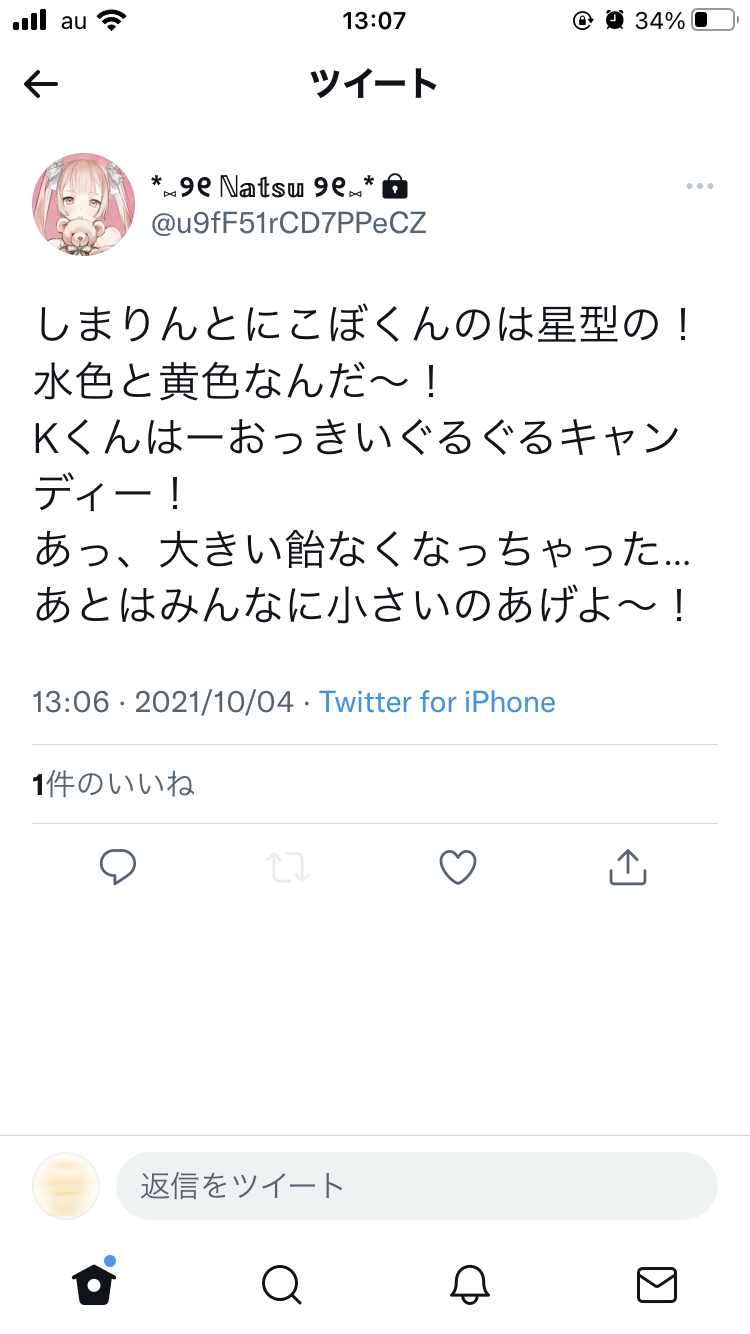 au 13:07 34%
ツイート
*⑅୨୧ ℕ𝕒𝕥𝕤𝕦 ୨୧⑅*
@u9fF51rCD7PPeCZ
しまりんとにこぼくんのは星型の！
水色と黄色なんだ〜！
Kくんはーおっきいぐるぐるキャン
ディー！
あっ、大きい飴なくなっちゃった...
あとはみんなに小さいのあげよ〜！
13:06 · 2021/10/04 · Twitter for iPhone
1件のいいね
返信をツイート